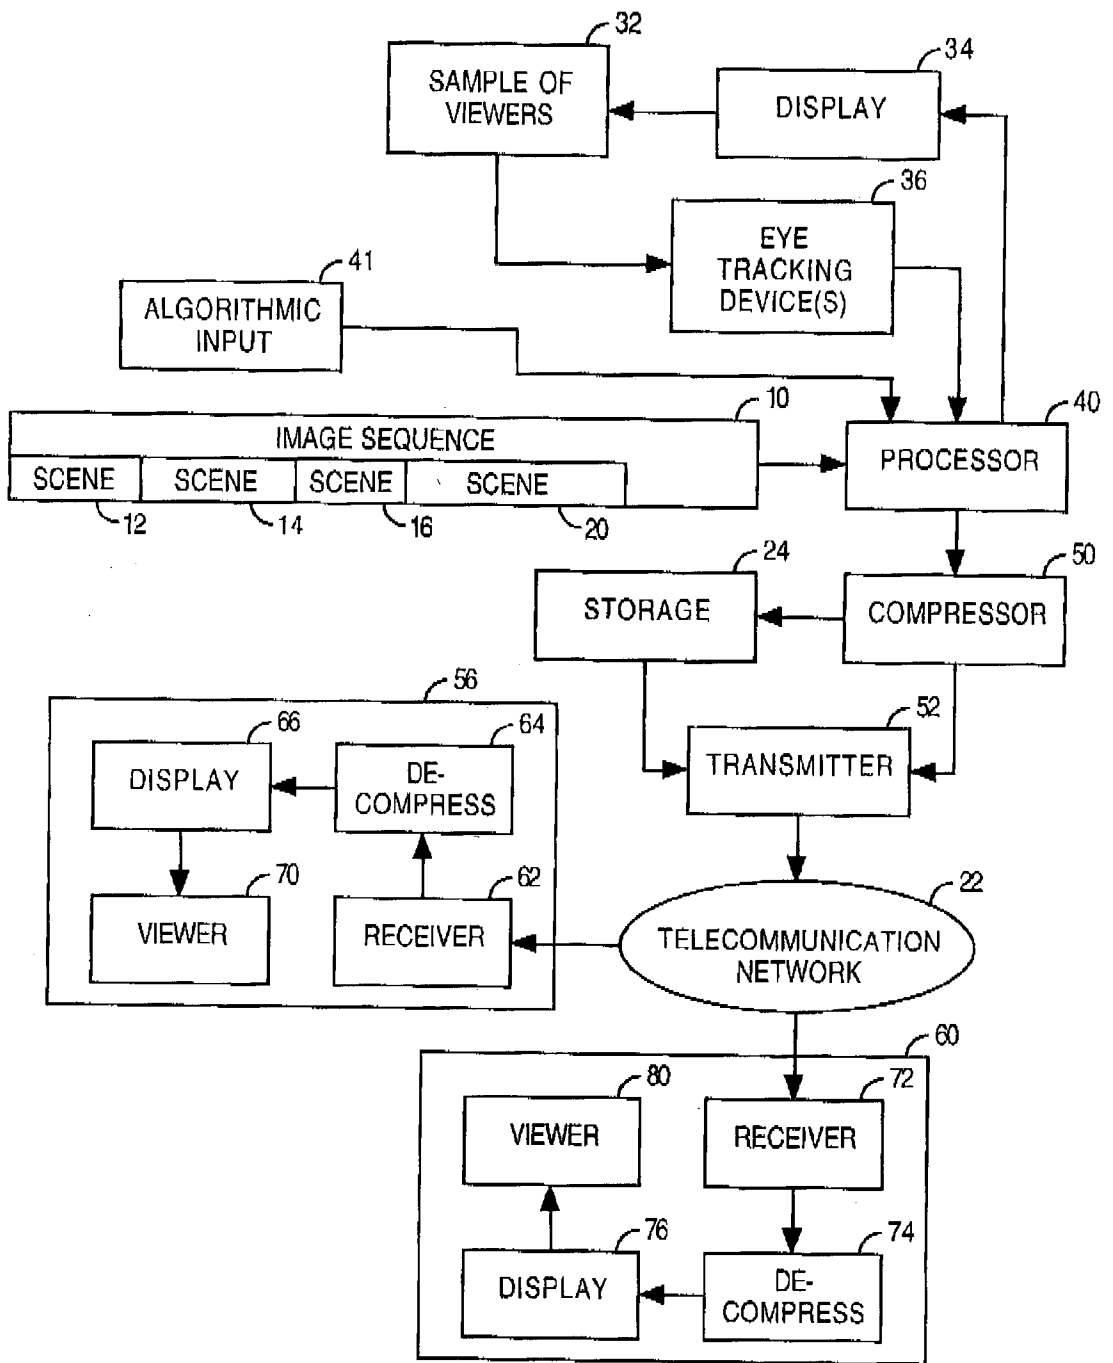 32
34
SAMPLE OF
VIEWERS
DISPLAY
36
EYE
TRACKING
DEVICE(S)
41
ALGORITHMIC
INPUT
10
40
IMAGE SEQUENCE
PROCESSOR
SCENE SCENE SCENE SCENE
12 14 16 20
24
50
STORAGE
COMPRESSOR
56
52
66
64
TRANSMITTER
DISPLAY
DE-
COMPRESS
70
62
22
VIEWER
RECEIVER
TELECOMMUNICATION
NETWORK
60
80
72
VIEWER
RECEIVER
76
74
DISPLAY
DE-
COMPRESS